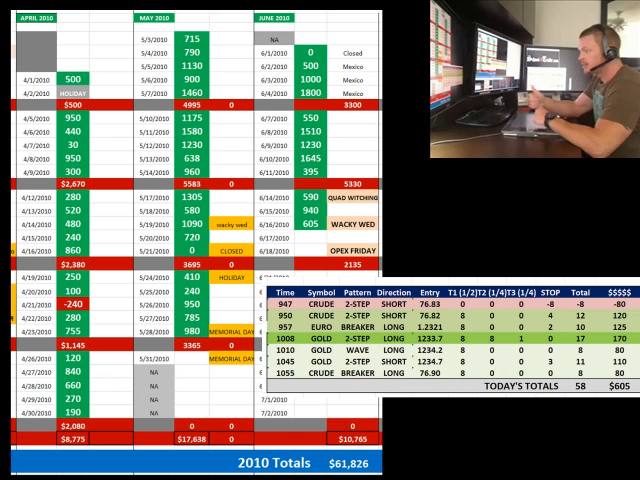 APRIL 2010 MAY 2010 JUNE 2010
5/3/2010 715 NA
5/4/2010 790 6/1/2010 0 Closed
5/5/2010 1130 6/2/2010 500 Mexico
4/1/2010 500 5/6/2010 900 6/3/2010 1000 Mexico
4/2/2010 HOLIDAY 5/7/2010 1460 6/4/2010 1800 Mexico
$500 4995 0 3300
4/5/2010 950 5/10/2010 1175 6/7/2010 550
4/6/2010 440 5/11/2010 1580 6/8/2010 1510
4/7/2010 30 5/12/2010 1230 6/9/2010 1230
4/8/2010 950 5/13/2010 638 6/10/2010 1645
4/9/2010 300 5/14/2010 960 6/11/2010 395
$2,670 5583 0 5330
4/12/2010 280 5/17/2010 1305 6/14/2010 590 QUAD WITCHING
4/13/2010 520 5/18/2010 580 6/15/2010 940
4/14/2010 480 5/19/2010 1090 wacky wed 6/16/2010 605 WACKY WED
4/15/2010 240 5/20/2010 720 6/17/2010
4/16/2010 860 5/21/2010 0 CLOSED 6/18/2010 OPEX FRIDAY
$2,380 3695 0 2135
4/19/2010 250 5/24/2010 410 HOLIDAY
4/20/2010 100 5/25/2010 240
4/21/2010 -240 5/26/2010 950
4/22/2010 280 5/27/2010 785
4/23/2010 755 5/28/2010 980 MEMORIAL DAY
$1,145 3365 0
4/26/2010 120 5/31/2010 MEMORIAL DAY
4/27/2010 840 NA
4/28/2010 660 NA
4/29/2010 270 NA
4/30/2010 190 NA 7/2/2010
$2,080 0 0 0
$8,775 $17,638 0 $10,765
2010 Totals $61,826
Time Symbol Pattern Direction Entry T1 (1/2) T2 (1/4) T3 (1/4) STOP Total $$$$$
947 CRUDE 2-STEP SHORT 76.83 0 0 0 -8 -8 -80
950 CRUDE 2-STEP SHORT 76.82 8 0 0 4 12 120
957 EURO BREAKER LONG 1.2321 8 0 0 2 10 125
1008 GOLD 2-STEP LONG 1233.7 8 8 1 0 17 170
1010 GOLD WAVE LONG 1234.2 8 0 0 0 8 80
1045 GOLD 2-STEP SHORT 1234.7 8 0 0 3 11 110
1055 CRUDE BREAKER LONG 76.90 8 0 0 0 8 80
TODAY'S TOTALS 58 $605